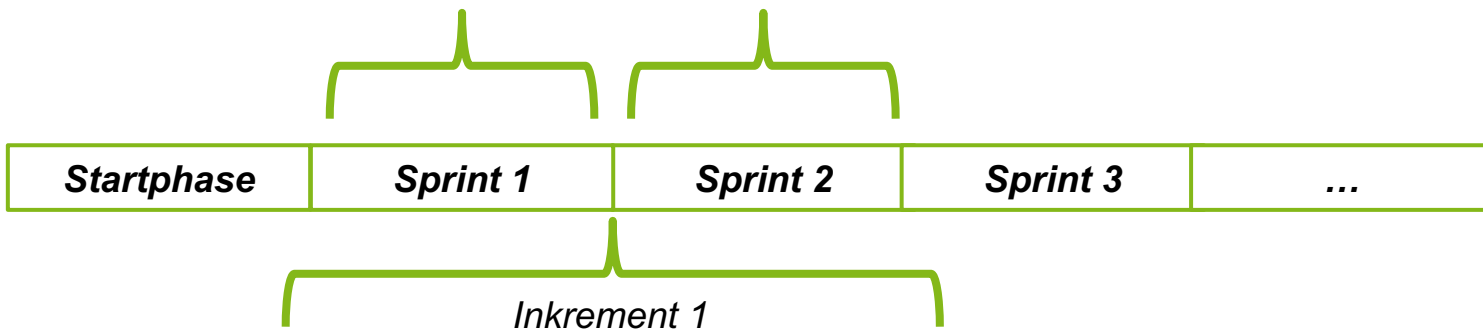 Startphase Sprint 1 Sprint 2 Sprint 3 …
Inkrement 1